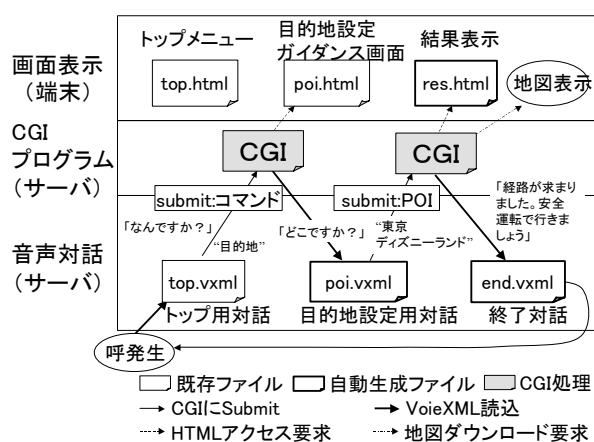 トップメニュー
目的地設定
ガイダンス画面
結果表示
画面表示
(端末)
top.html
poi.html
res.html
地図表示
CGI
プログラム
(サーバ)
CGI
CGI
submit:コマンド
submit:POI
「なんですか？」
“目的地”
「どこですか？」
“東京
ディズニーランド”
「経路が求まり
ました。安全
運転で行きま
しょう」
音声対話
(サーバ)
top.vxml
poi.vxml
end.vxml
トップ用対話
目的地設定用対話
終了対話
呼発生
既存ファイル
自動生成ファイル
CGI処理
CGIにSubmit
VoieXML読込
HTMLアクセス要求
地図ダウンロード要求